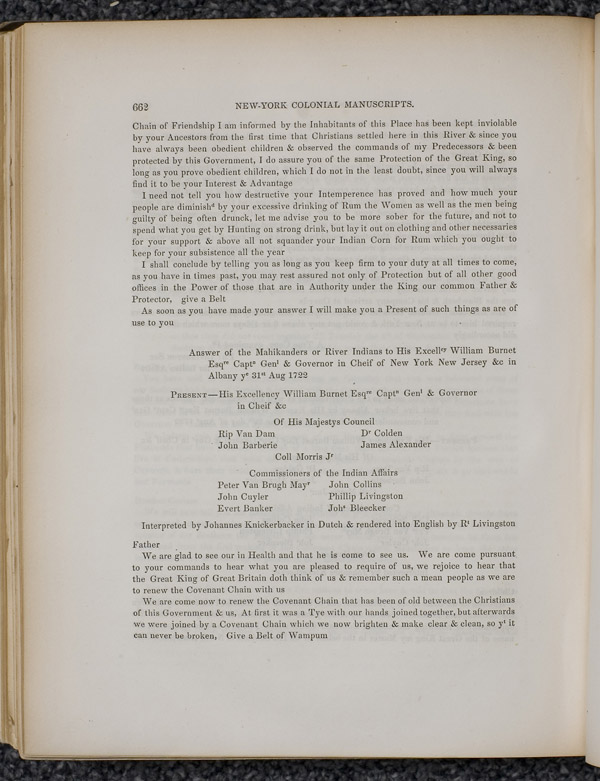 662 NEW-YORK COLONIAL MANUSCRIPTS.
Chain of Friendship I am informed by the Inhabitants of this Place has been kept inviolable
by your Ancestors from the first time that Christians settled here in this River & since you
have always been obedient children & observed the commands of my Predecessors & been
protected by this Government, I do assure you of the same Protection of the Great King, so
long as you prove obedient children, which I do not in the least doubt, since you will always
find it to be your Interest & Advantage
I need not tell you how destructive your Intemperence has proved and how much your
people are diminishᵈ by your excessive drinking of Rum the Women as well as the men being
guilty of being often drunck, let me advise you to be more sober for the future, and not to
spend what you get by Hunting on strong drink, but lay it out on clothing and other necessaries
for your support & above all not squander your Indian Corn for Rum which you ought to
keep for your subsistence all the year
I shall conclude by telling you as long as you keep firm to your duty at all times to come,
as you have in times past, you may rest assured not only of Protection but of all other good
offices in the Power of those that are in Authority under the King our common Father &
Protector, give a Belt
As soon as you have made your answer I will make you a Present of such things as are of
use to you
Answer of the Mahikanders or River Indians to His Excellᶜʸ William Burnet
Esqʳᵉ Captⁿ Genˡ & Governor in Cheif of New York New Jersey &c in
Albany yᵉ 31ˢᵗ Aug 1722
PRESENT—His Excellency William Burnet Esqʳᵉ Captⁿ Genˡ & Governor
in Cheif &c
Of His Majestys Council
Rip Van Dam Dʳ Colden
John Barberie James Alexander
Coll Morris Jʳ
Commissioners of the Indian Affairs
Peter Van Brugh Mayʳ John Collins
John Cuyler Phillip Livingston
Evert Banker Johˢ Bleecker
Interpreted by Johannes Knickerbacker in Dutch & rendered into English by Rᵗ Livingston
Father
We are glad to see our in Health and that he is come to see us. We are come pursuant
to your commands to hear what you are pleased to require of us, we rejoice to hear that
the Great King of Great Britain doth think of us & remember such a mean people as we are
to renew the Covenant Chain with us
We are come now to renew the Covenant Chain that has been of old between the Christians
of this Government & us, At first it was a Tye with our hands joined together, but afterwards
we were joined by a Covenant Chain which we now brighten & make clear & clean, so yᵗ it
can never be broken, Give a Belt of Wampum